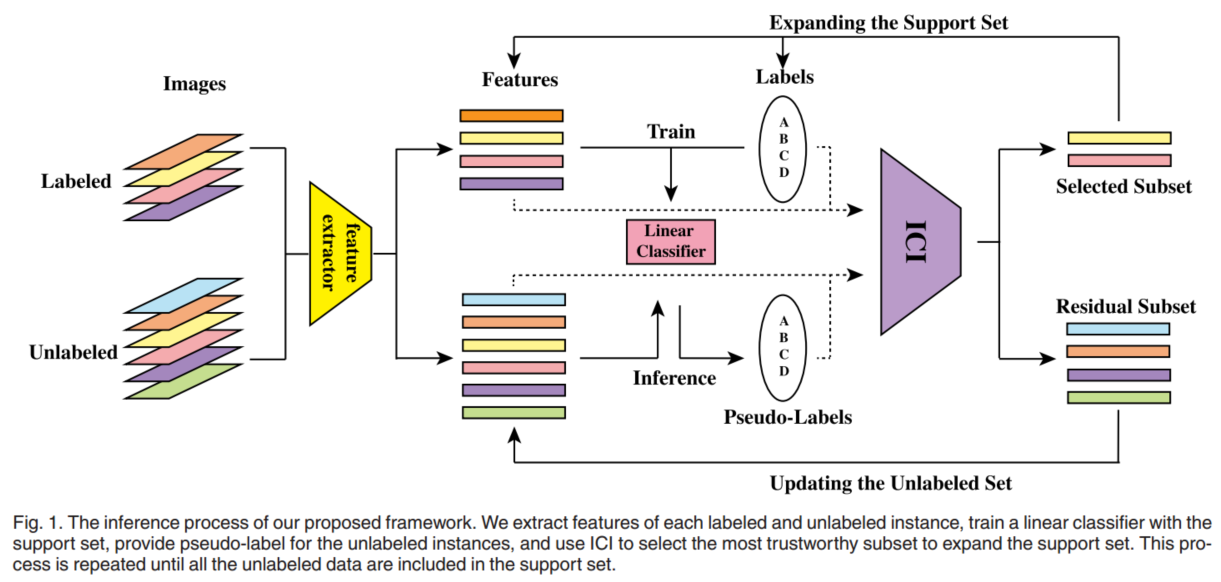 Expanding the Support Set
Images
Features
Labels
Labeled
Train
A
B
C
D
Selected Subset
feature
extractor
Linear
Classifier
ICI
Unlabeled
Residual Subset
A
B
C
D
Inference
Pseudo-Labels
Updating the Unlabeled Set
Fig. 1. The inference process of our proposed framework. We extract features of each labeled and unlabeled instance, train a linear classifier with the
support set, provide pseudo-label for the unlabeled instances, and use ICI to select the most trustworthy subset to expand the support set. This pro-
cess is repeated until all the unlabeled data are included in the support set.